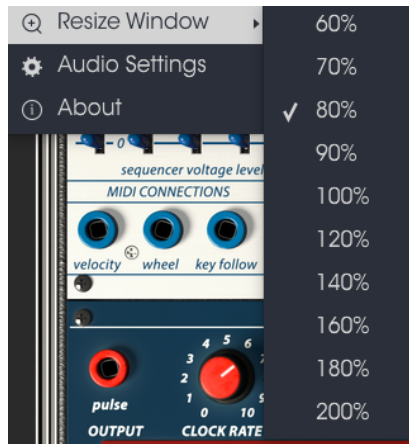 Resize Window
Audio Settings
About
60%
70%
80%
90%
100%
120%
140%
160%
180%
200%
0
sequencer voltage level
MIDI CONNECTIONS
velocity wheel key follow
4 5 6
3
2
1
0 10
pulse
OUTPUT CLOCK RATE